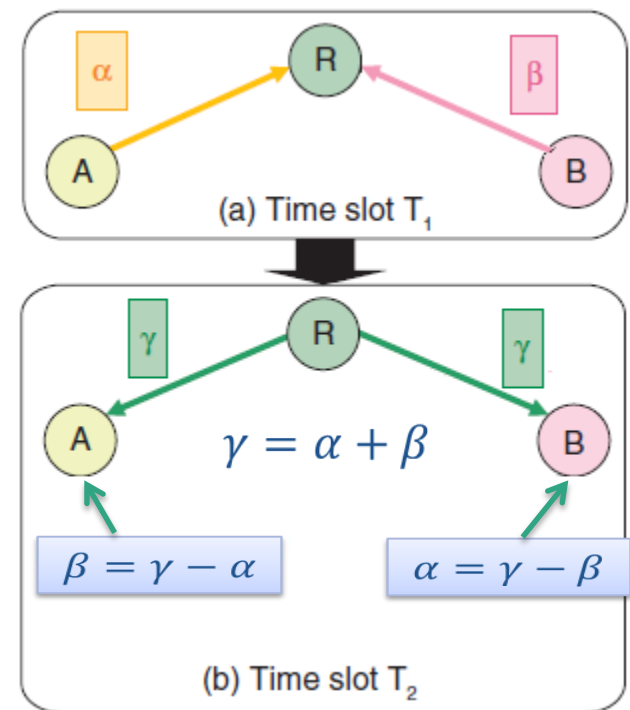 α
R
β
A
B
(a) Time slot T₁
γ
R
γ
A
γ = α + β
B
β = γ − α
α = γ − β
(b) Time slot T₂